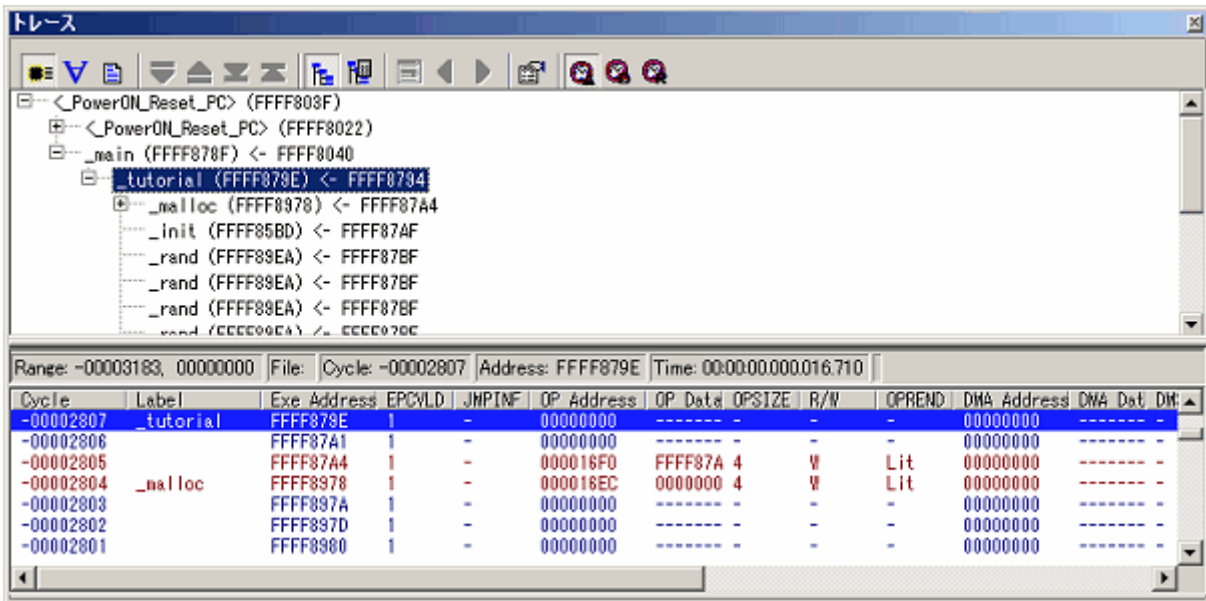 トレース
<_PowerON_Reset_PC> (FFFF803F)
<_PowerON_Reset_PC> (FFFF8022)
_main (FFFF878F) <- FFFF8040
_tutorial (FFFF879E) <- FFFF8794
_malloc (FFFF8978) <- FFFF87A4
_init (FFFF85BD) <- FFFF87AF
_rand (FFFF89EA) <- FFFF87BF
_rand (FFFF89EA) <- FFFF87BF
_rand (FFFF89EA) <- FFFF87BF
_rand (FFFF89EA) <- FFFF87BF
Range: -00003183, 00000000 File: Cycle: -00002807 Address: FFFF879E Time: 00:00:00.000.016.710
Cycle Label Exe Address EPCVLD JMPINF OP Address OP Data OPSIZE R/W OPREND DMA Address DMA Dat
-00002807 _tutorial FFFF879E 1 - 00000000 ------- - - - 00000000 ------- -
-00002806 FFFF87A1 1 - 00000000 ------- - - - 00000000 ------- -
-00002805 FFFF87A4 1 - 000016F0 FFFF87A 4 W Lit 00000000 ------- -
-00002804 _malloc FFFF8978 1 - 000016EC 0000000 4 W Lit 00000000 ------- -
-00002803 FFFF897A 1 - 00000000 ------- - - - 00000000 ------- -
-00002802 FFFF897D 1 - 00000000 ------- - - - 00000000 ------- -
-00002801 FFFF8980 1 - 00000000 ------- - - - 00000000 ------- -